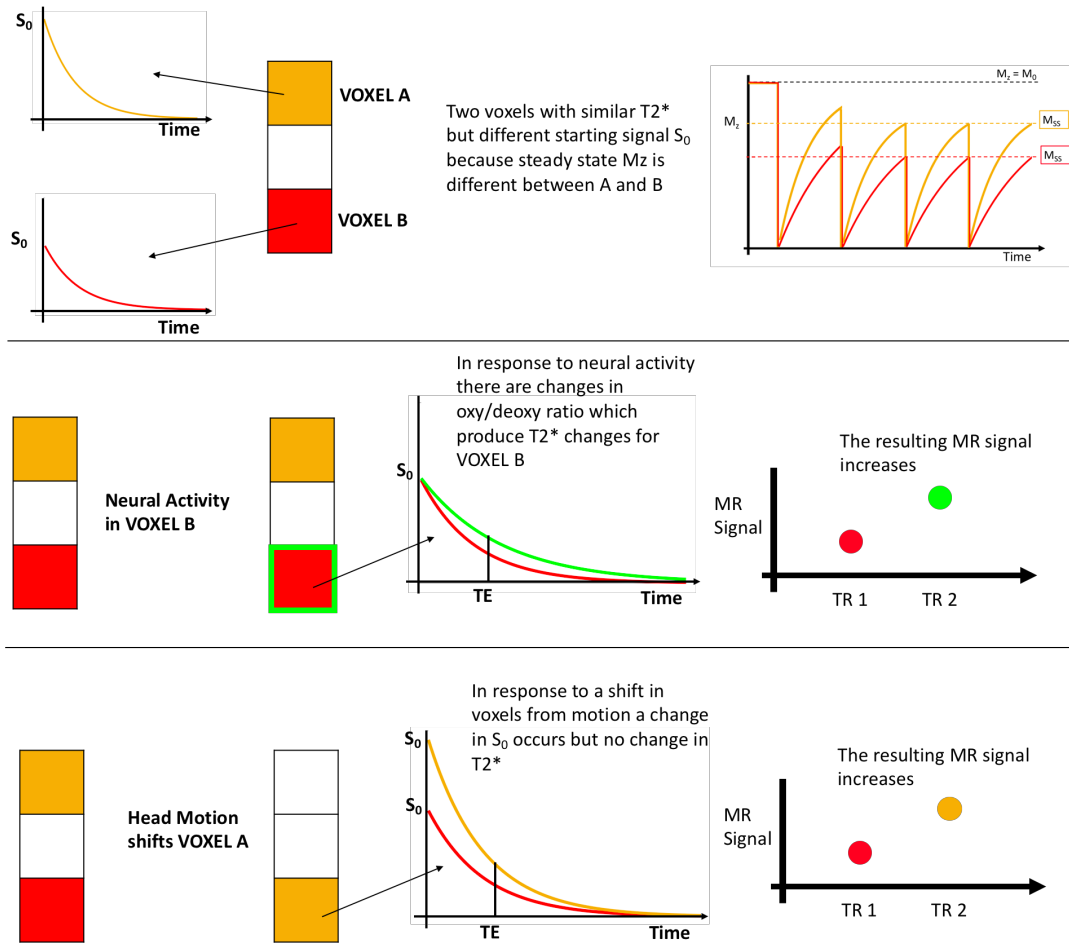 S₀
Time
VOXEL A
VOXEL B
S₀
Time
Two voxels with similar T2*
but different starting signal S₀
because steady state Mz is
different between A and B
M_z = M₀
M_z
M_SS
M_SS
Time
Neural Activity
in VOXEL B
In response to neural activity
there are changes in
oxy/deoxy ratio which
produce T2* changes for
VOXEL B
S₀
TE
Time
The resulting MR signal
increases
MR
Signal
TR 1
TR 2
Head Motion
shifts VOXEL A
In response to a shift in
voxels from motion a change
in S₀ occurs but no change in
T2*
S₀
S₀
TE
Time
The resulting MR signal
increases
MR
Signal
TR 1
TR 2